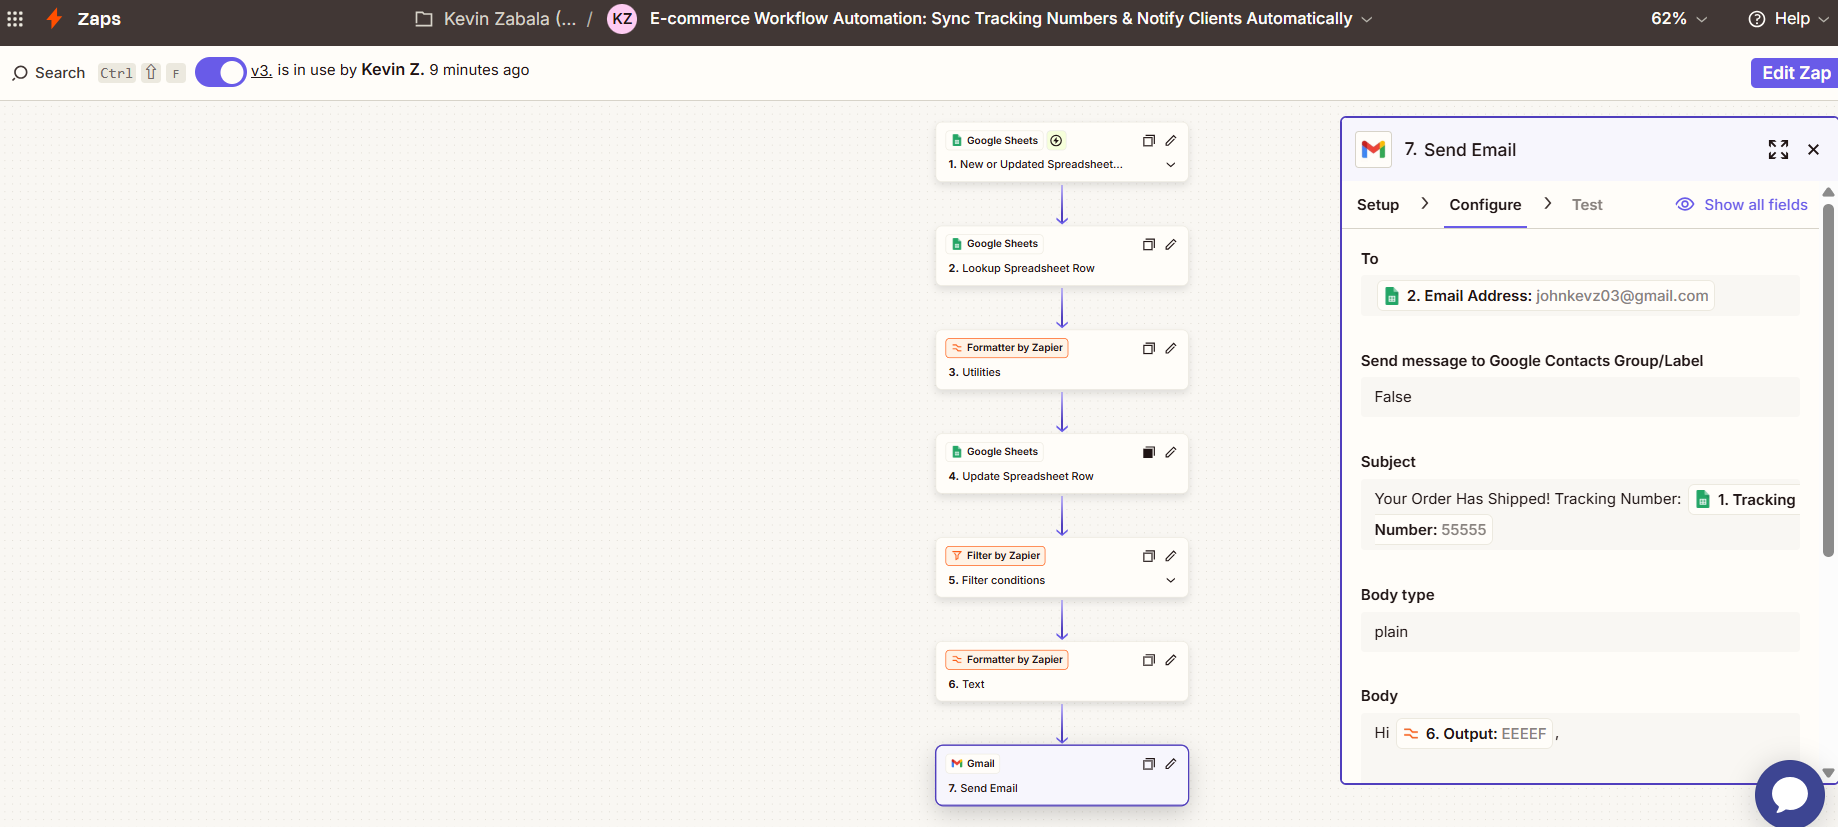 Zaps
Kevin Zabala (... / KZ E-commerce Workflow Automation: Sync Tracking Numbers & Notify Clients Automatically
62%
Help
Search Ctrl ⇧ F
v3. is in use by Kevin Z. 9 minutes ago
Edit Zap
Google Sheets
1. New or Updated Spreadsheet...
Google Sheets
2. Lookup Spreadsheet Row
Formatter by Zapier
3. Utilities
Google Sheets
4. Update Spreadsheet Row
Filter by Zapier
5. Filter conditions
Formatter by Zapier
6. Text
Gmail
7. Send Email
7. Send Email
Setup > Configure > Test
Show all fields
To
2. Email Address: johnkevz03@gmail.com
Send message to Google Contacts Group/Label
False
Subject
Your Order Has Shipped! Tracking Number: 1. Tracking
Number: 55555
Body type
plain
Body
Hi 6. Output: EEEEF ,